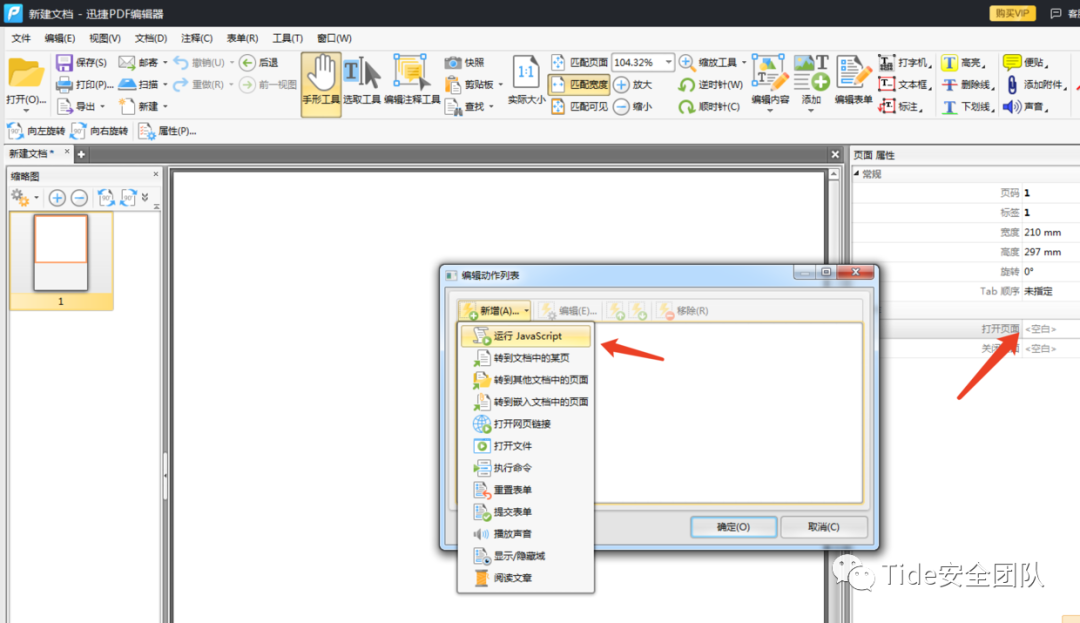 新建文档 - 迅捷PDF编辑器
购买VIP
文件 编辑(E) 视图(V) 文档(D) 注释(C) 表单(R) 工具(T) 窗口(W)
打开(O)...
保存(S)
打印(P)...
导出
邮寄
扫描
新建
撤销(U)
重做(R)
后退
前一视图
手形工具
选取工具
编辑注释工具
快照
剪贴板
查找
1:1
实际大小
匹配页面
匹配宽度
匹配可见
104.32%
放大
缩小
缩放工具
逆时针(W)
顺时针(C)
编辑内容
添加
编辑表单
打字机
文本框
标注
高亮
删除线
下划线
便贴
添加附件
声音
向左旋转 向右旋转 属性(P)...
新建文档 *
缩略图
1
页面 属性
常规
页码 1
标签 1
宽度 210 mm
高度 297 mm
旋转 0°
Tab 顺序 未指定
打开页面 <空白>
<空白>
编辑动作列表
新增(A)... 编辑(E)... 移除(R)
运行 JavaScript
转到文档中的某页
转到其他文档中的页面
转到嵌入文档中的页面
打开网页链接
打开文件
执行命令
重置表单
提交表单
播放声音
显示/隐藏域
阅读文章
确定(O) 取消(C)
Tide安全团队